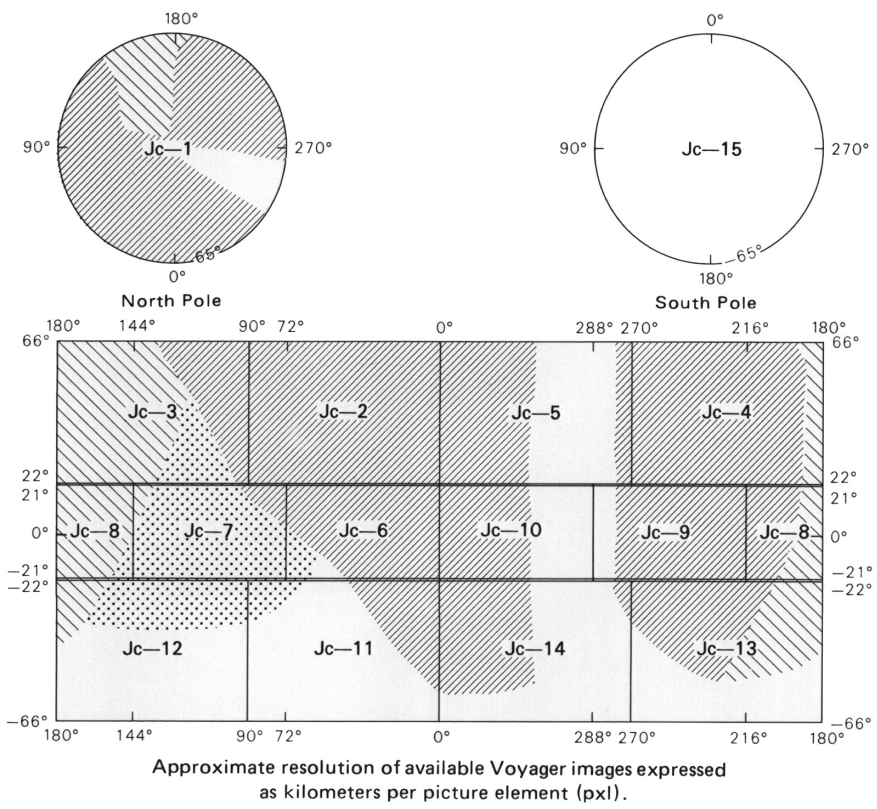 180° 0°
90° Jc—1 270° 90° Jc—15 270°
65° −65°
0° 180°
North Pole South Pole
180° 144° 90° 72° 0° 288° 270° 216° 180°
66° 66°
Jc—3 Jc—2 Jc—5 Jc—4
22° 22°
21° 21°
0° Jc—8 Jc—7 Jc—6 Jc—10 Jc—9 Jc—8 0°
−21° −21°
−22° −22°
Jc—12 Jc—11 Jc—14 Jc—13
−66° −66°
180° 144° 90° 72° 0° 288° 270° 216° 180°
Approximate resolution of available Voyager images expressed
as kilometers per picture element (pxl).